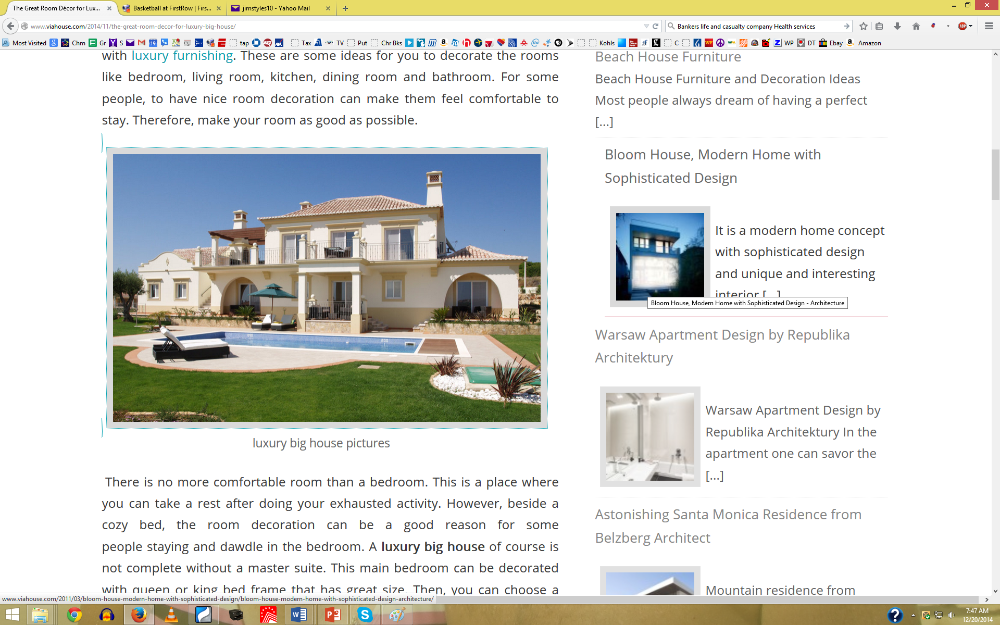 The Great Room Décor for Lux...
Basketball at FirstRow | Firs...
jimstyles10 - Yahoo Mail
www.viahouse.com/2014/11/the-great-room-decor-for-luxury-big-house/
Bankers life and casualty company Health services
ABP
Most Visited
Chm
Gr
S
19
tap
Tax
TV
Put
Chr Bks
Kohls
C
WP
DT
Ebay
Amazon
with luxury furnishing. These are some ideas for you to decorate the rooms
like bedroom, living room, kitchen, dining room and bathroom. For some
people, to have nice room decoration can make them feel comfortable to
stay. Therefore, make your room as good as possible.
luxury big house pictures
There is no more comfortable room than a bedroom. This is a place where
you can take a rest after doing your exhausted activity. However, beside a
cozy bed, the room decoration can be a good reason for some
people staying and dawdle in the bedroom. A luxury big house of course is
not complete without a master suite. This main bedroom can be decorated
with queen or king bed frame that has great size. Then, you can choose a
Beach House Furniture
Beach House Furniture and Decoration Ideas
Most people always dream of having a perfect
[...]
Bloom House, Modern Home with
Sophisticated Design
It is a modern home concept
with sophisticated design
and unique and interesting
interior [...]
Bloom House, Modern Home with Sophisticated Design - Architecture
Warsaw Apartment Design by Republika
Architektury
Warsaw Apartment Design by
Republika Architektury In the
apartment one can savor the
[...]
Astonishing Santa Monica Residence from
Belzberg Architect
Mountain residence from
www.viahouse.com/2011/03/bloom-house-modern-home-with-sophisticated-design/bloom-house-modern-home-with-sophisticated-design-architecture/
7:47 AM
12/20/2014